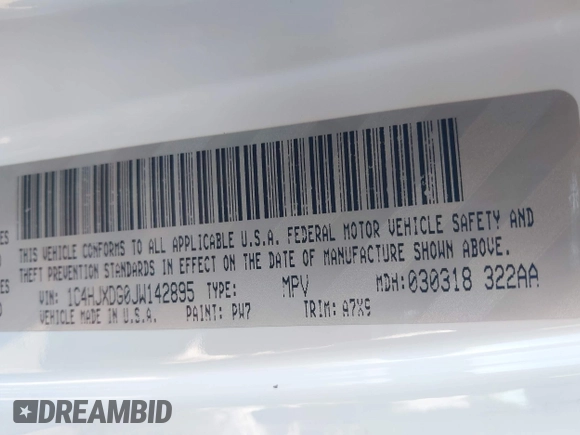 THIS VEHICLE CONFORMS TO ALL APPLICABLE U.S.A. FEDERAL MOTOR VEHICLE SAFETY AND
THEFT PREVENTION STANDARDS IN EFFECT ON THE DATE OF MANUFACTURE SHOWN ABOVE.
VIN: 1C4HJXDG0JW142895 TYPE: MPV MDH: 030318 322AA
VEHICLE MADE IN U.S.A. PAINT: PW7 TRIM: A7X9
DREAMBID